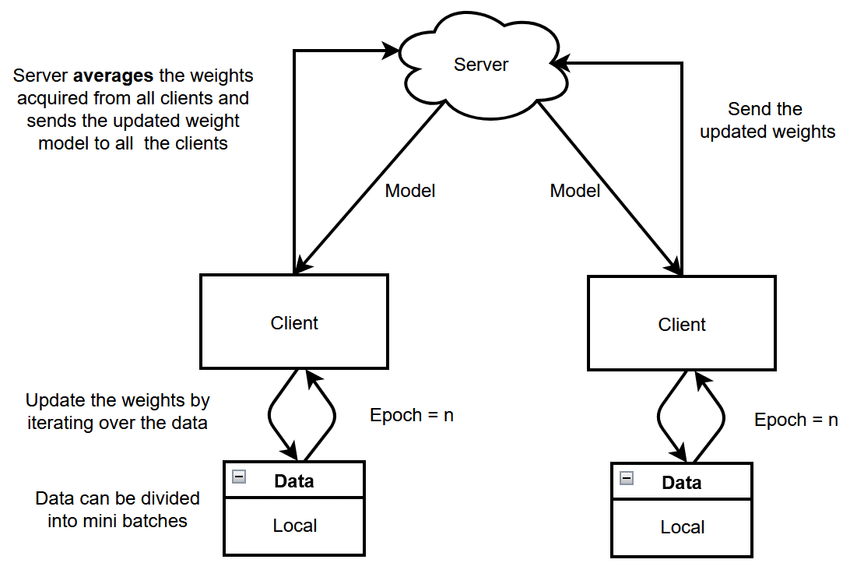 Server
Server averages the weights
acquired from all clients and
sends the updated weight
model to all the clients
Send the
updated weights
Model
Model
Client
Client
Update the weights by
iterating over the data
Epoch = n
Epoch = n
Data
Local
Data
Local
Data can be divided
into mini batches